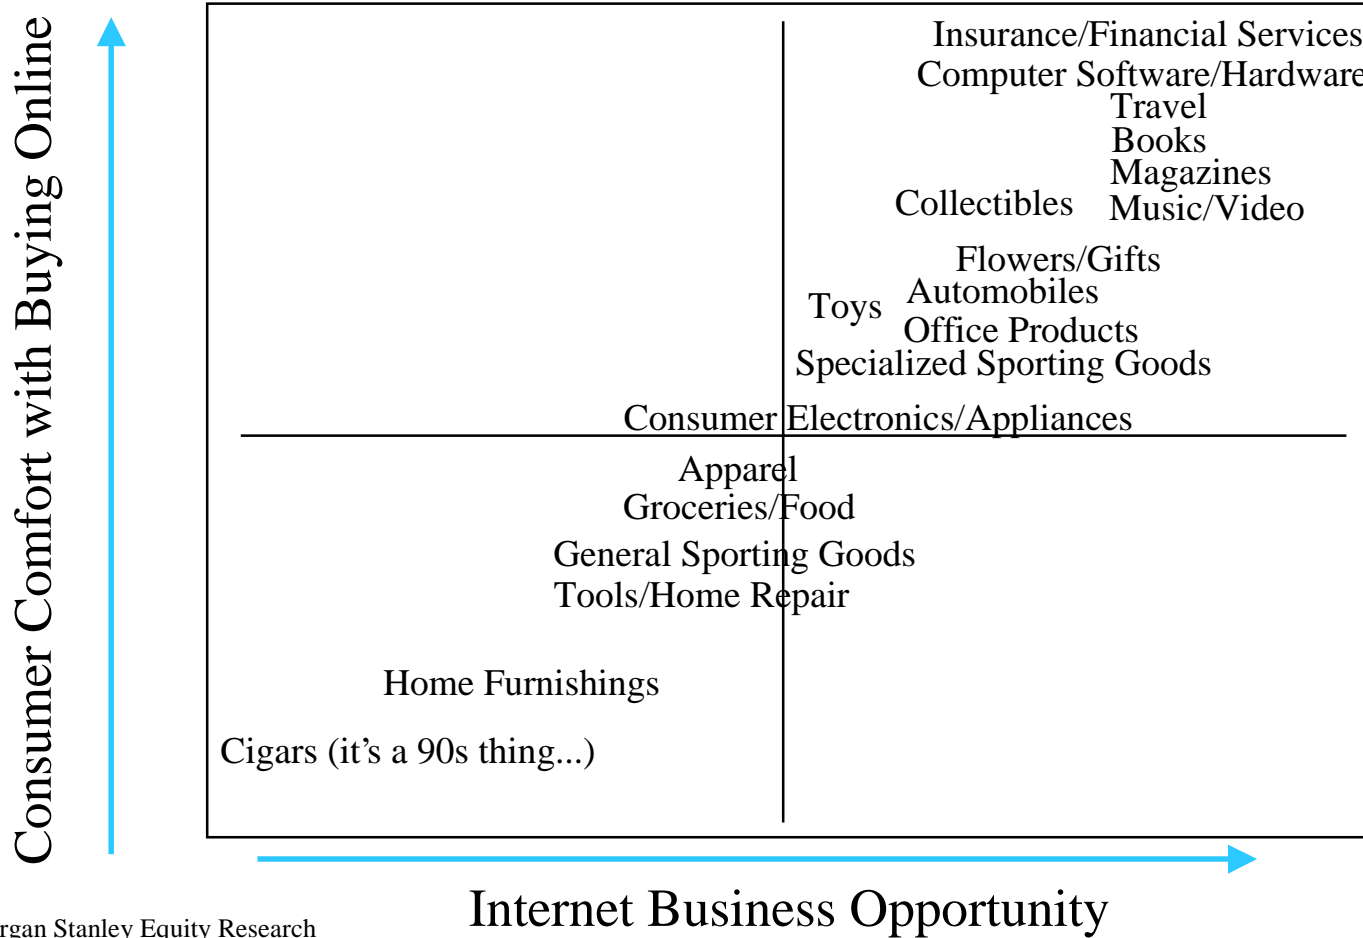 Consumer Comfort with Buying Online
Insurance/Financial Services
Computer Software/Hardware
Travel
Books
Magazines
Collectibles
Music/Video
Flowers/Gifts
Toys
Automobiles
Office Products
Specialized Sporting Goods
Consumer Electronics/Appliances
Apparel
Groceries/Food
General Sporting Goods
Tools/Home Repair
Home Furnishings
Cigars (it’s a 90s thing...)
Internet Business Opportunity
rgan Stanley Equity Research